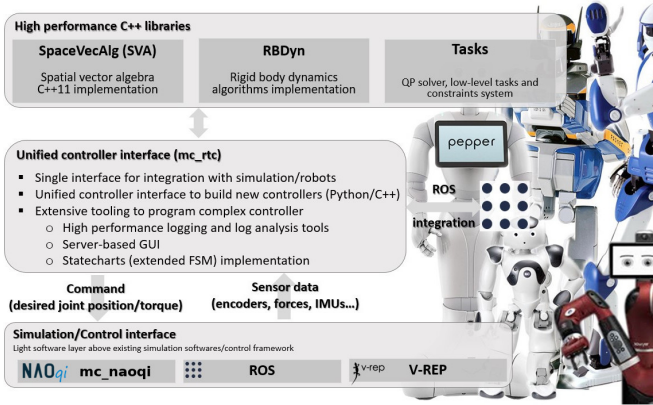 High performance C++ libraries
SpaceVecAlg (SVA)
Spatial vector algebra
C++11 implementation
RBDyn
Rigid body dynamics
algorithms implementation
Tasks
QP solver, low-level tasks and
constraints system
pepper
Unified controller interface (mc_rtc)
▪ Single interface for integration with simulation/robots
▪ Unified controller interface to build new controllers (Python/C++)
▪ Extensive tooling to program complex controller
o High performance logging and log analysis tools
o Server-based GUI
o Statecharts (extended FSM) implementation
ROS
integration
Command
(desired joint position/torque)
Sensor data
(encoders, forces, IMUs...)
Simulation/Control interface
Light software layer above existing simulation softwares/control framework
NAOqi mc_naoqi
ROS
v-rep V-REP